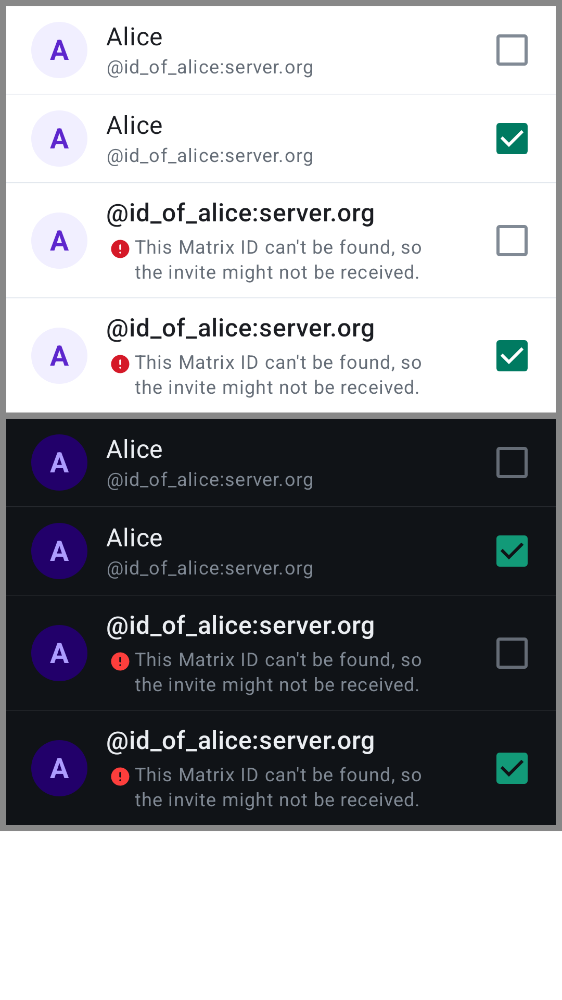 A
Alice
@id_of_alice:server.org
A
Alice
@id_of_alice:server.org
A
@id_of_alice:server.org
This Matrix ID can't be found, so
the invite might not be received.
A
@id_of_alice:server.org
This Matrix ID can't be found, so
the invite might not be received.
A
Alice
@id_of_alice:server.org
A
Alice
@id_of_alice:server.org
A
@id_of_alice:server.org
This Matrix ID can't be found, so
the invite might not be received.
A
@id_of_alice:server.org
This Matrix ID can't be found, so
the invite might not be received.